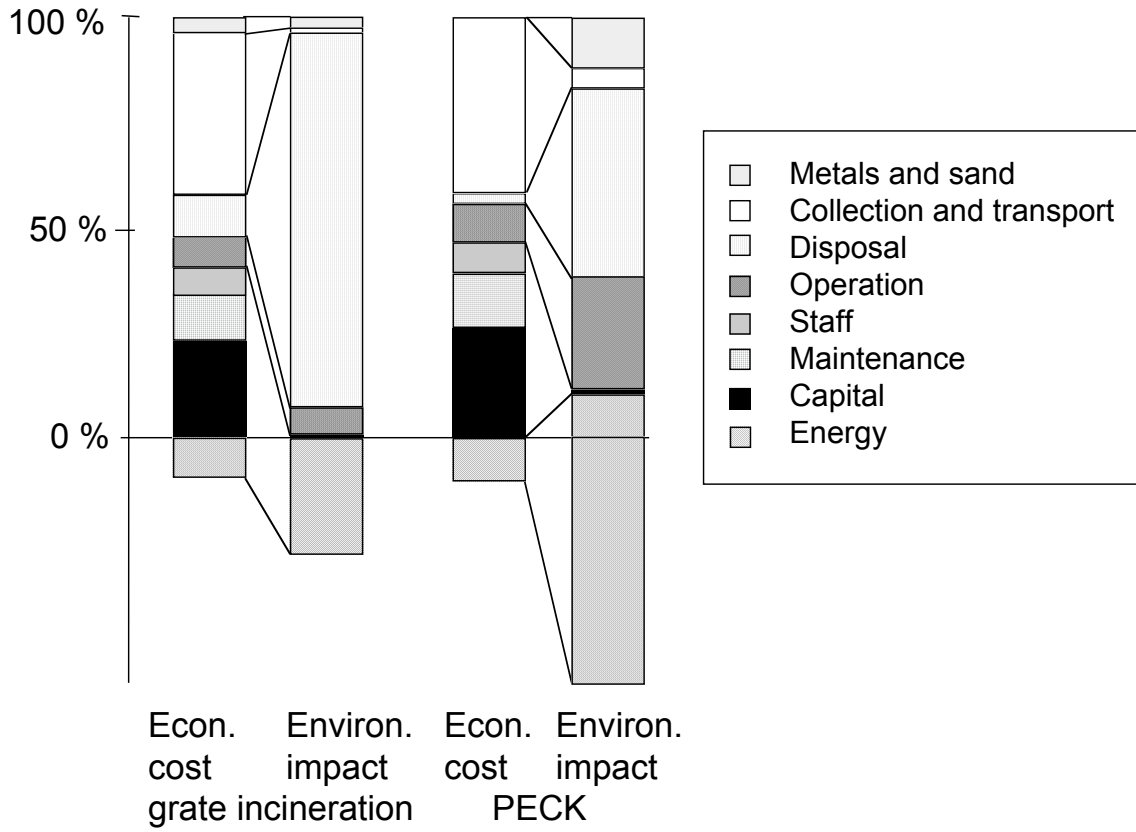 100 %
50 %
0 %
Metals and sand
Collection and transport
Disposal
Operation
Staff
Maintenance
Capital
Energy
Econ. Environ. Econ. Environ.
cost impact cost impact
grate incineration PECK